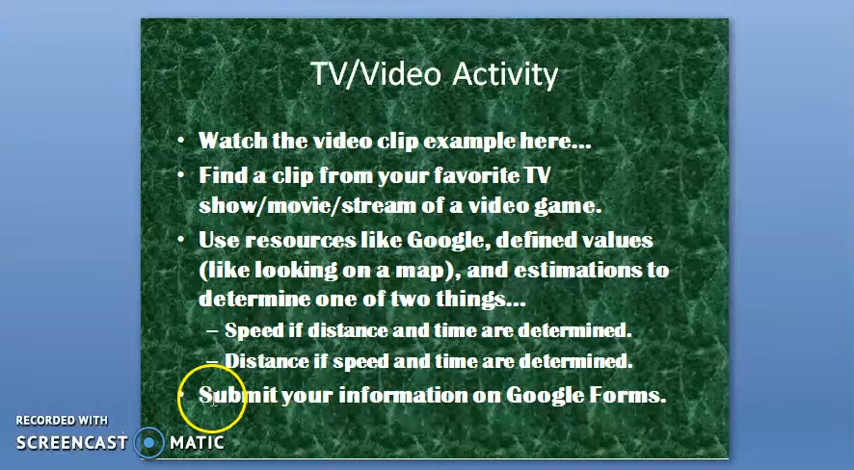 TV/Video Activity
• Watch the video clip example here...
• Find a clip from your favorite TV
show/movie/stream of a video game.
• Use resources like Google, defined values
(like looking on a map), and estimations to
determine one of two things...
– Speed if distance and time are determined.
– Distance if speed and time are determined.
• Submit your information on Google Forms.
RECORDED WITH
SCREENCAST MATIC